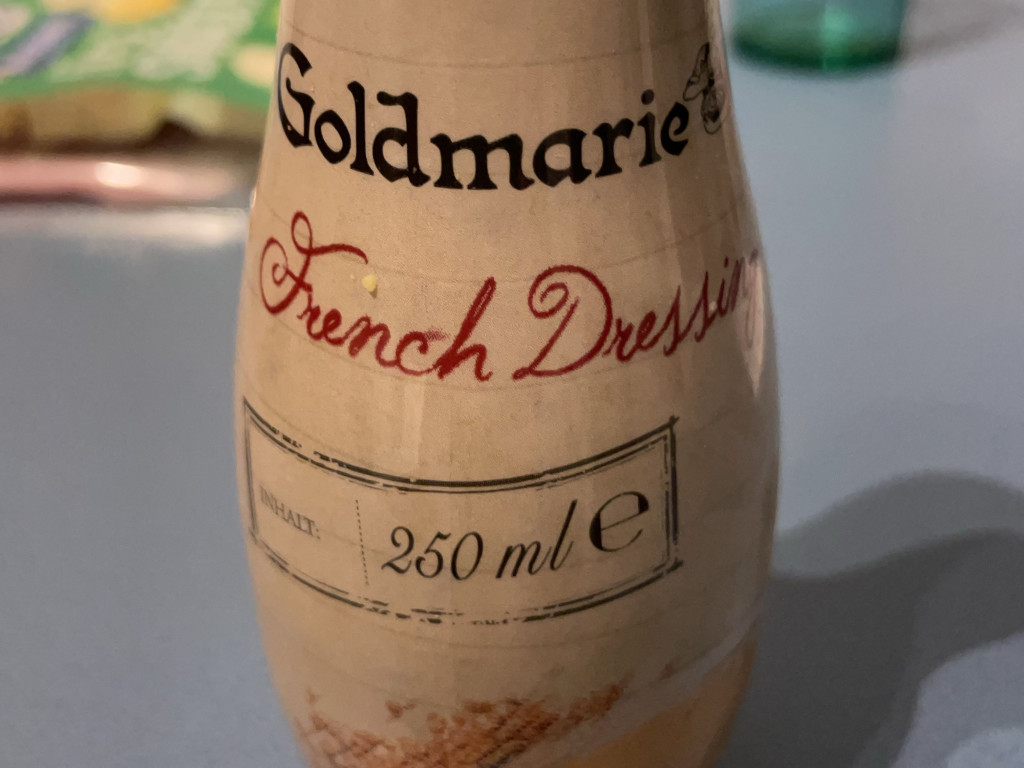 Goldmarie
French Dressing
INHALT: 250 ml e